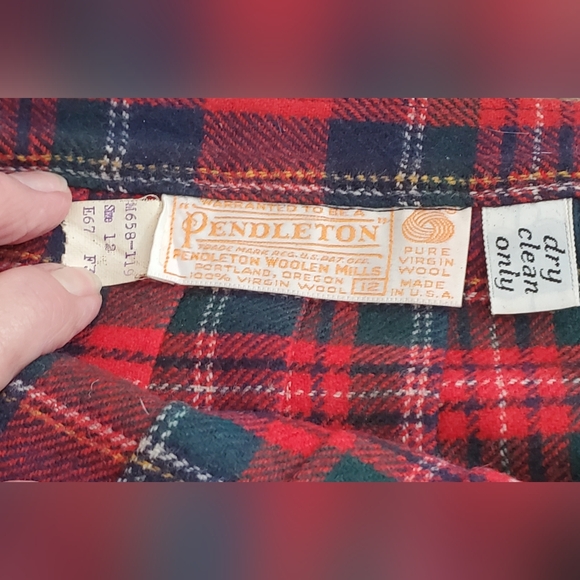 Size 12
E67
"WARRANTED TO BE A"
PENDLETON
TRADE MARK REG. U.S. PAT. OFF.
PENDLETON WOOLEN MILLS
PORTLAND, OREGON
100% VIRGIN WOOL
12
PURE
VIRGIN
WOOL
MADE
IN U.S.A.
dry
clean
only